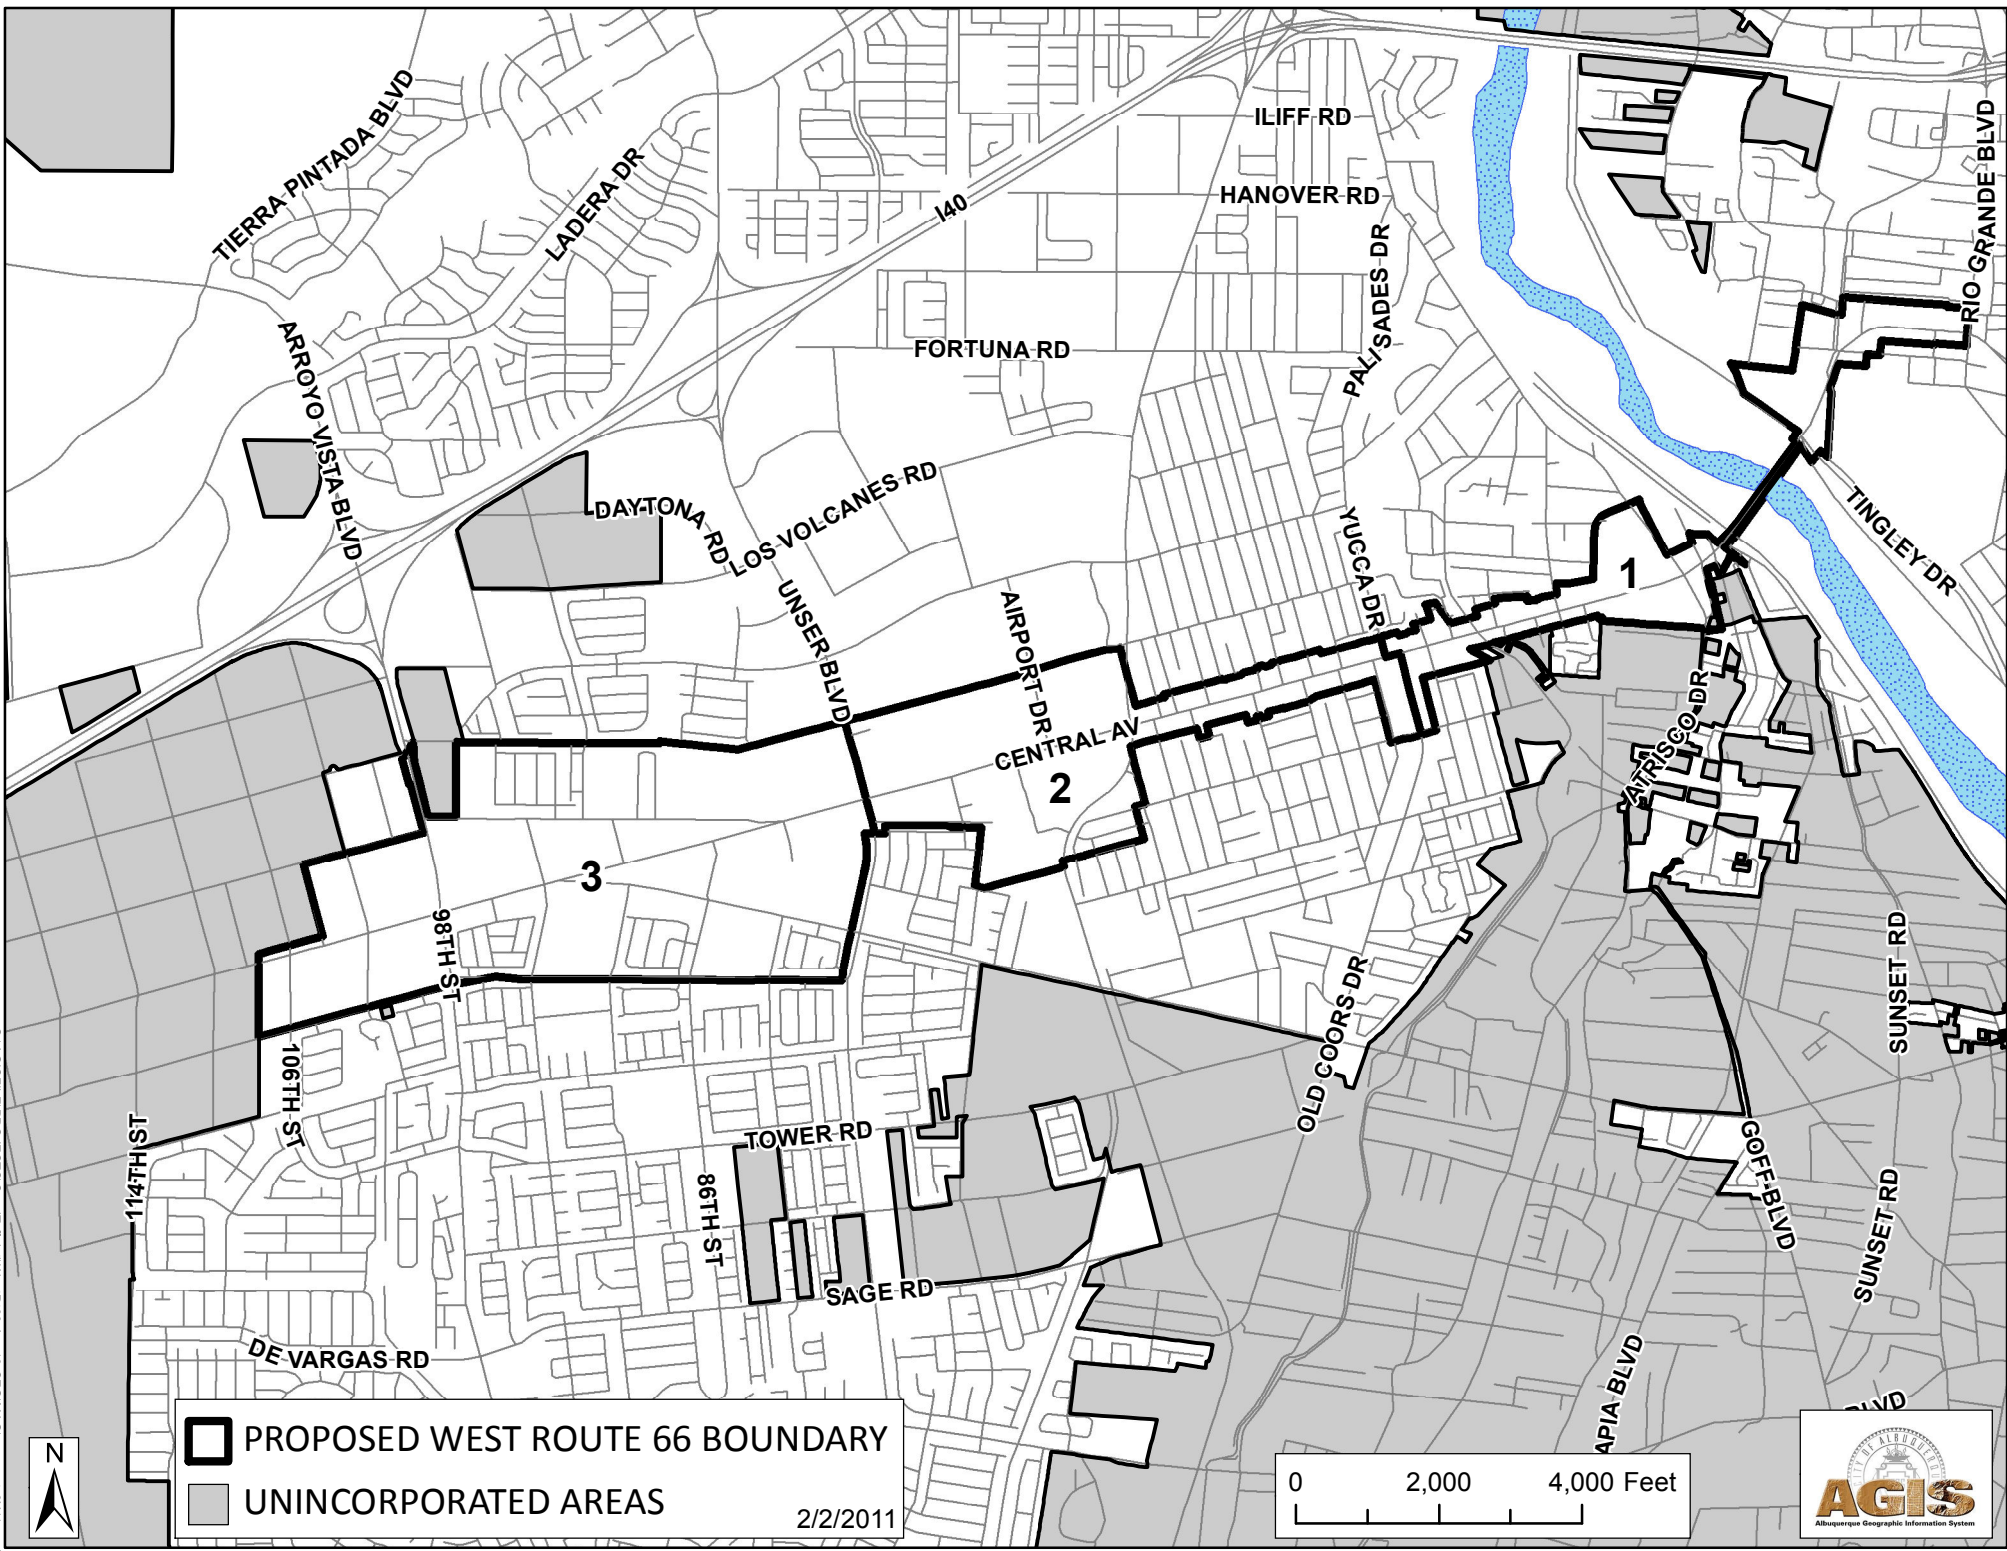 TIERRA PINTADA BLVD
LADERA DR
I40
ILIFF RD
HANOVER RD
RIO GRANDE BLVD
PALISADES DR
ARROYO VISTA BLVD
FORTUNA RD
DAYTONA RD
LOS VOLCANES RD
UNSER BLVD
AIRPORT DR
YUCCA DR
TINGLEY DR
1
CENTRAL AV
2
ATRISCO DR
3
98TH ST
SUNSET RD
OLD COORS DR
106TH ST
114TH ST
TOWER RD
86TH ST
GOFF BLVD
SUNSET RD
SAGE RD
DE VARGAS RD
APIA BLVD
BLVD
N
PROPOSED WEST ROUTE 66 BOUNDARY
UNINCORPORATED AREAS
2/2/2011
0 2,000 4,000 Feet
CITY OF ALBUQUERQUE
AGIS
Albuquerque Geographic Information System